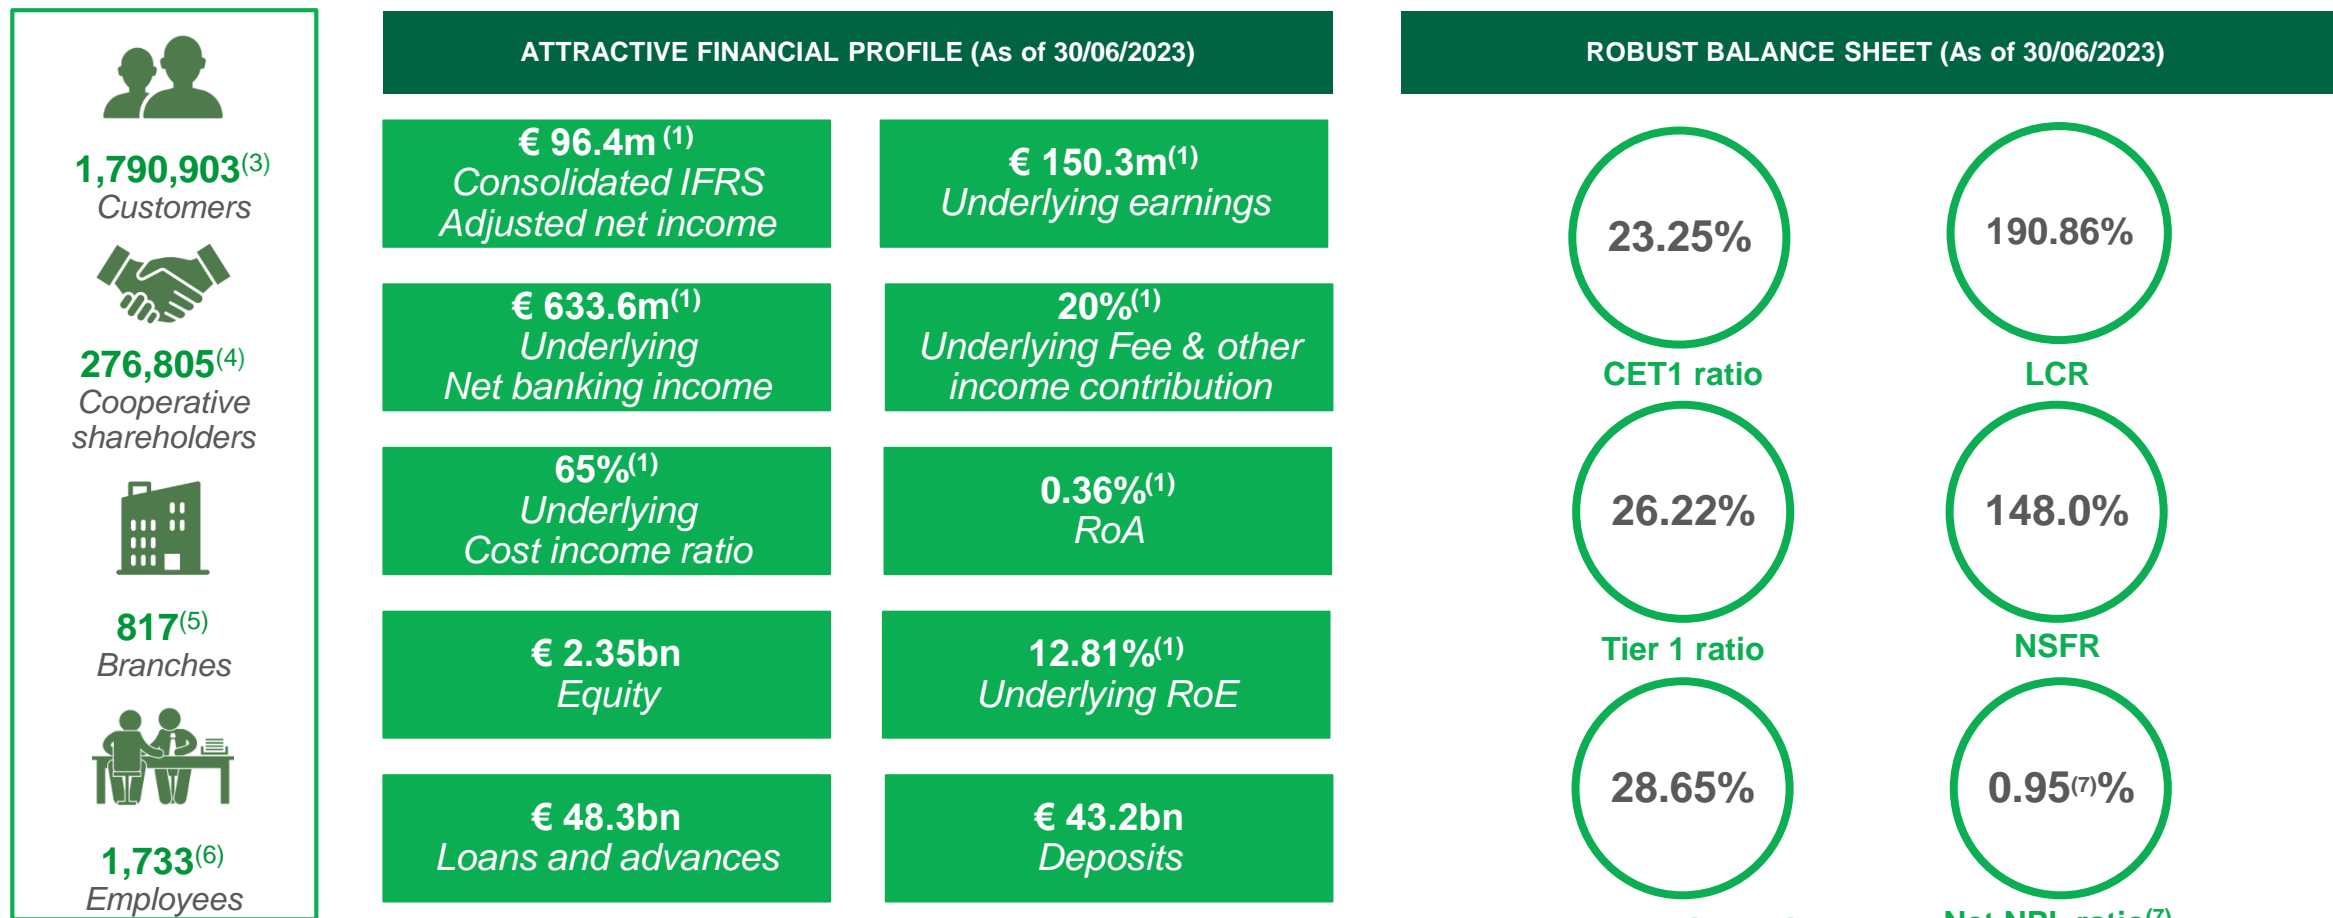 1,790,903(3)
Customers
276,805(4)
Cooperative
shareholders
817(5)
Branches
1,733(6)
Employees
ATTRACTIVE FINANCIAL PROFILE (As of 30/06/2023)
€ 96.4m (1)
Consolidated IFRS
Adjusted net income
€ 150.3m(1)
Underlying earnings
€ 633.6m(1)
Underlying
Net banking income
20%(1)
Underlying Fee & other
income contribution
65%(1)
Underlying
Cost income ratio
0.36%(1)
RoA
€ 2.35bn
Equity
12.81%(1)
Underlying RoE
€ 48.3bn
Loans and advances
€ 43.2bn
Deposits
ROBUST BALANCE SHEET (As of 30/06/2023)
23.25%
CET1 ratio
190.86%
LCR
26.22%
Tier 1 ratio
148.0%
NSFR
28.65%
0.95(7)%
Net NPL ratio(7)